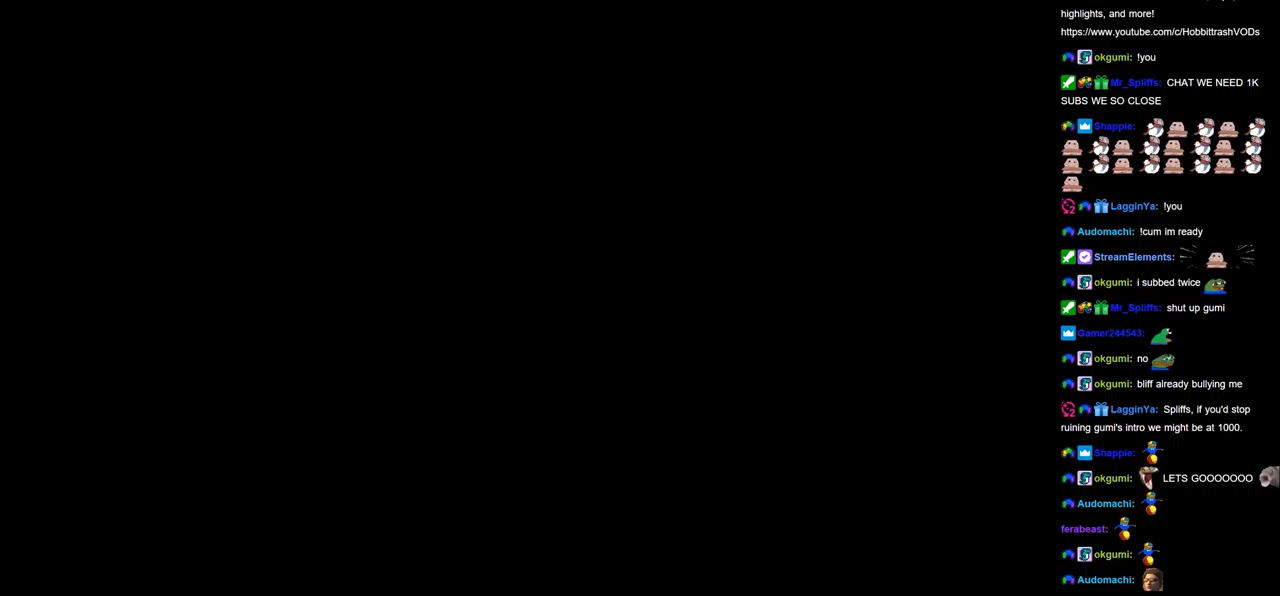 highlights, and more!
https://www.youtube.com/c/HobbittrashVODs
okgumi: !you
Mr_Spliffs: CHAT WE NEED 1K
SUBS WE SO CLOSE
Shappie:
LagginYa: !you
Audomachi: !cum im ready
StreamElements:
okgumi: i subbed twice
Mr_Spliffs: shut up gumi
Gamer244543:
okgumi: no
okgumi: bliff already bullying me
LagginYa: Spliffs, if you'd stop
ruining gumi's intro we might be at 1000.
Shappie:
okgumi: LETS GOOOOOOO
Audomachi:
ferabeast:
okgumi:
Audomachi: